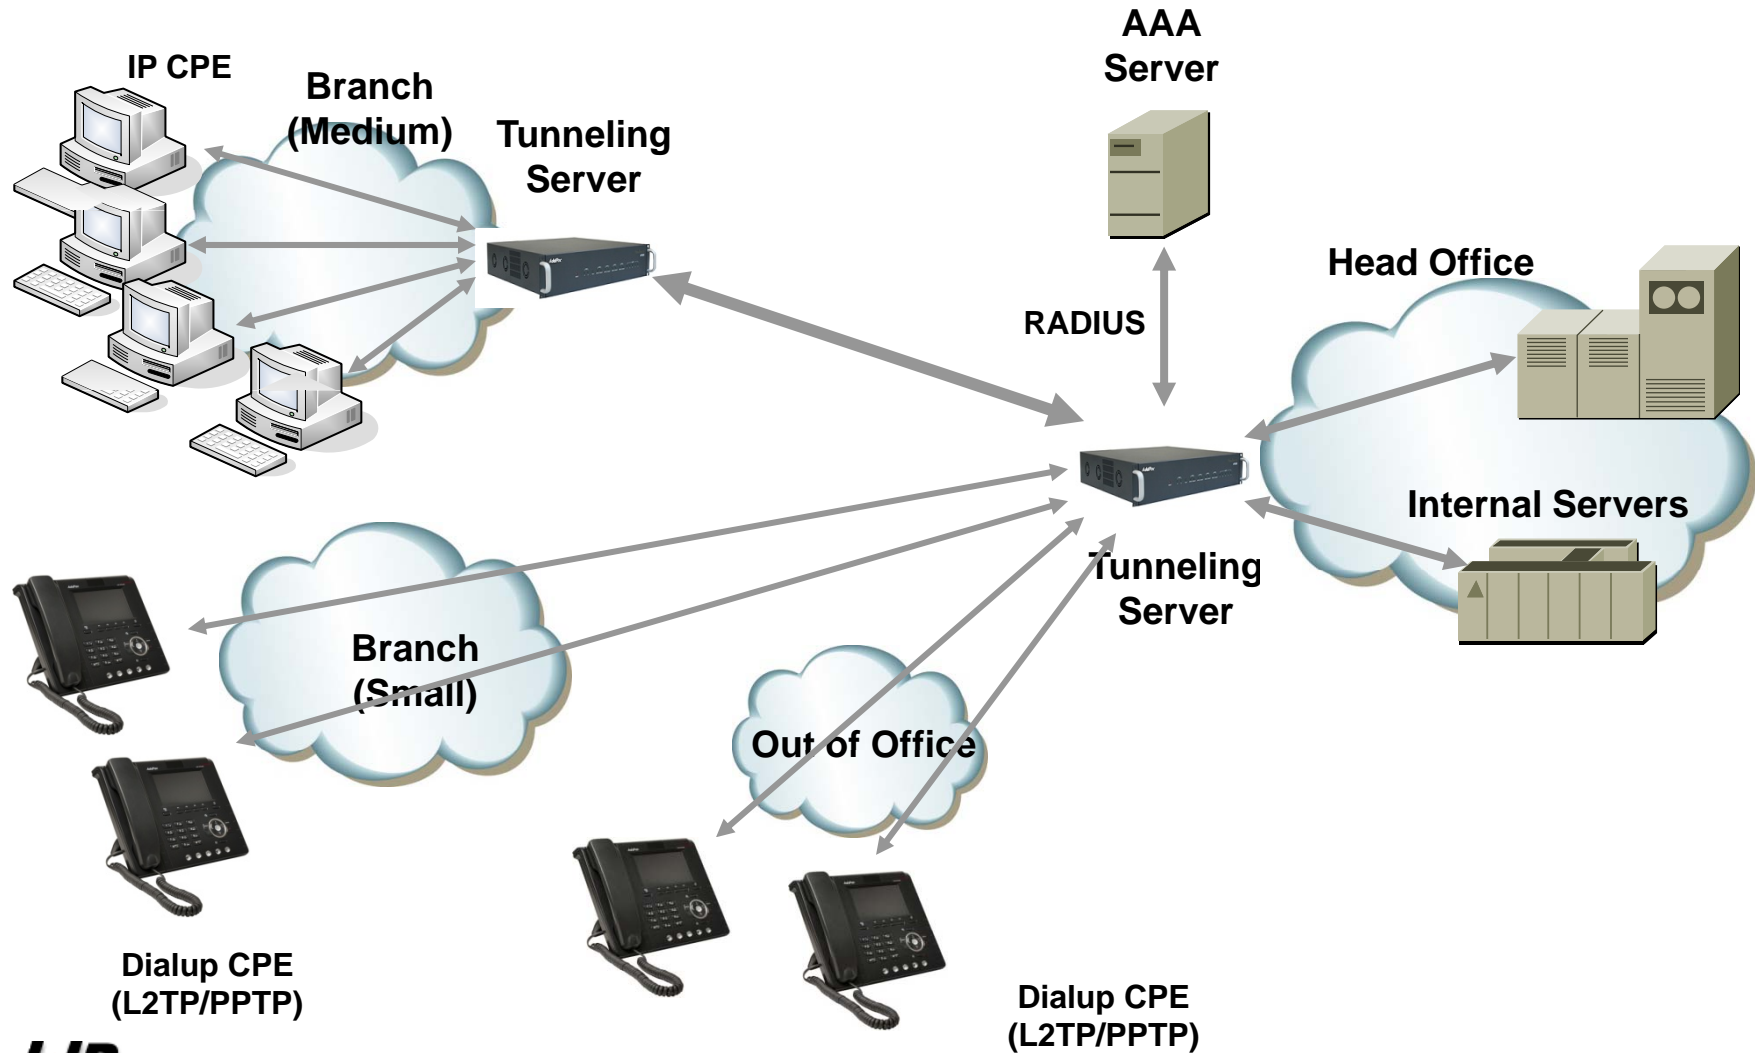 AAA
Server
IP CPE
Branch
(Medium)
Tunneling
Server
Head Office
RADIUS
Internal Servers
Tunneling
Server
Branch
(Small)
Out of Office
Dialup CPE
(L2TP/PPTP)
Dialup CPE
(L2TP/PPTP)